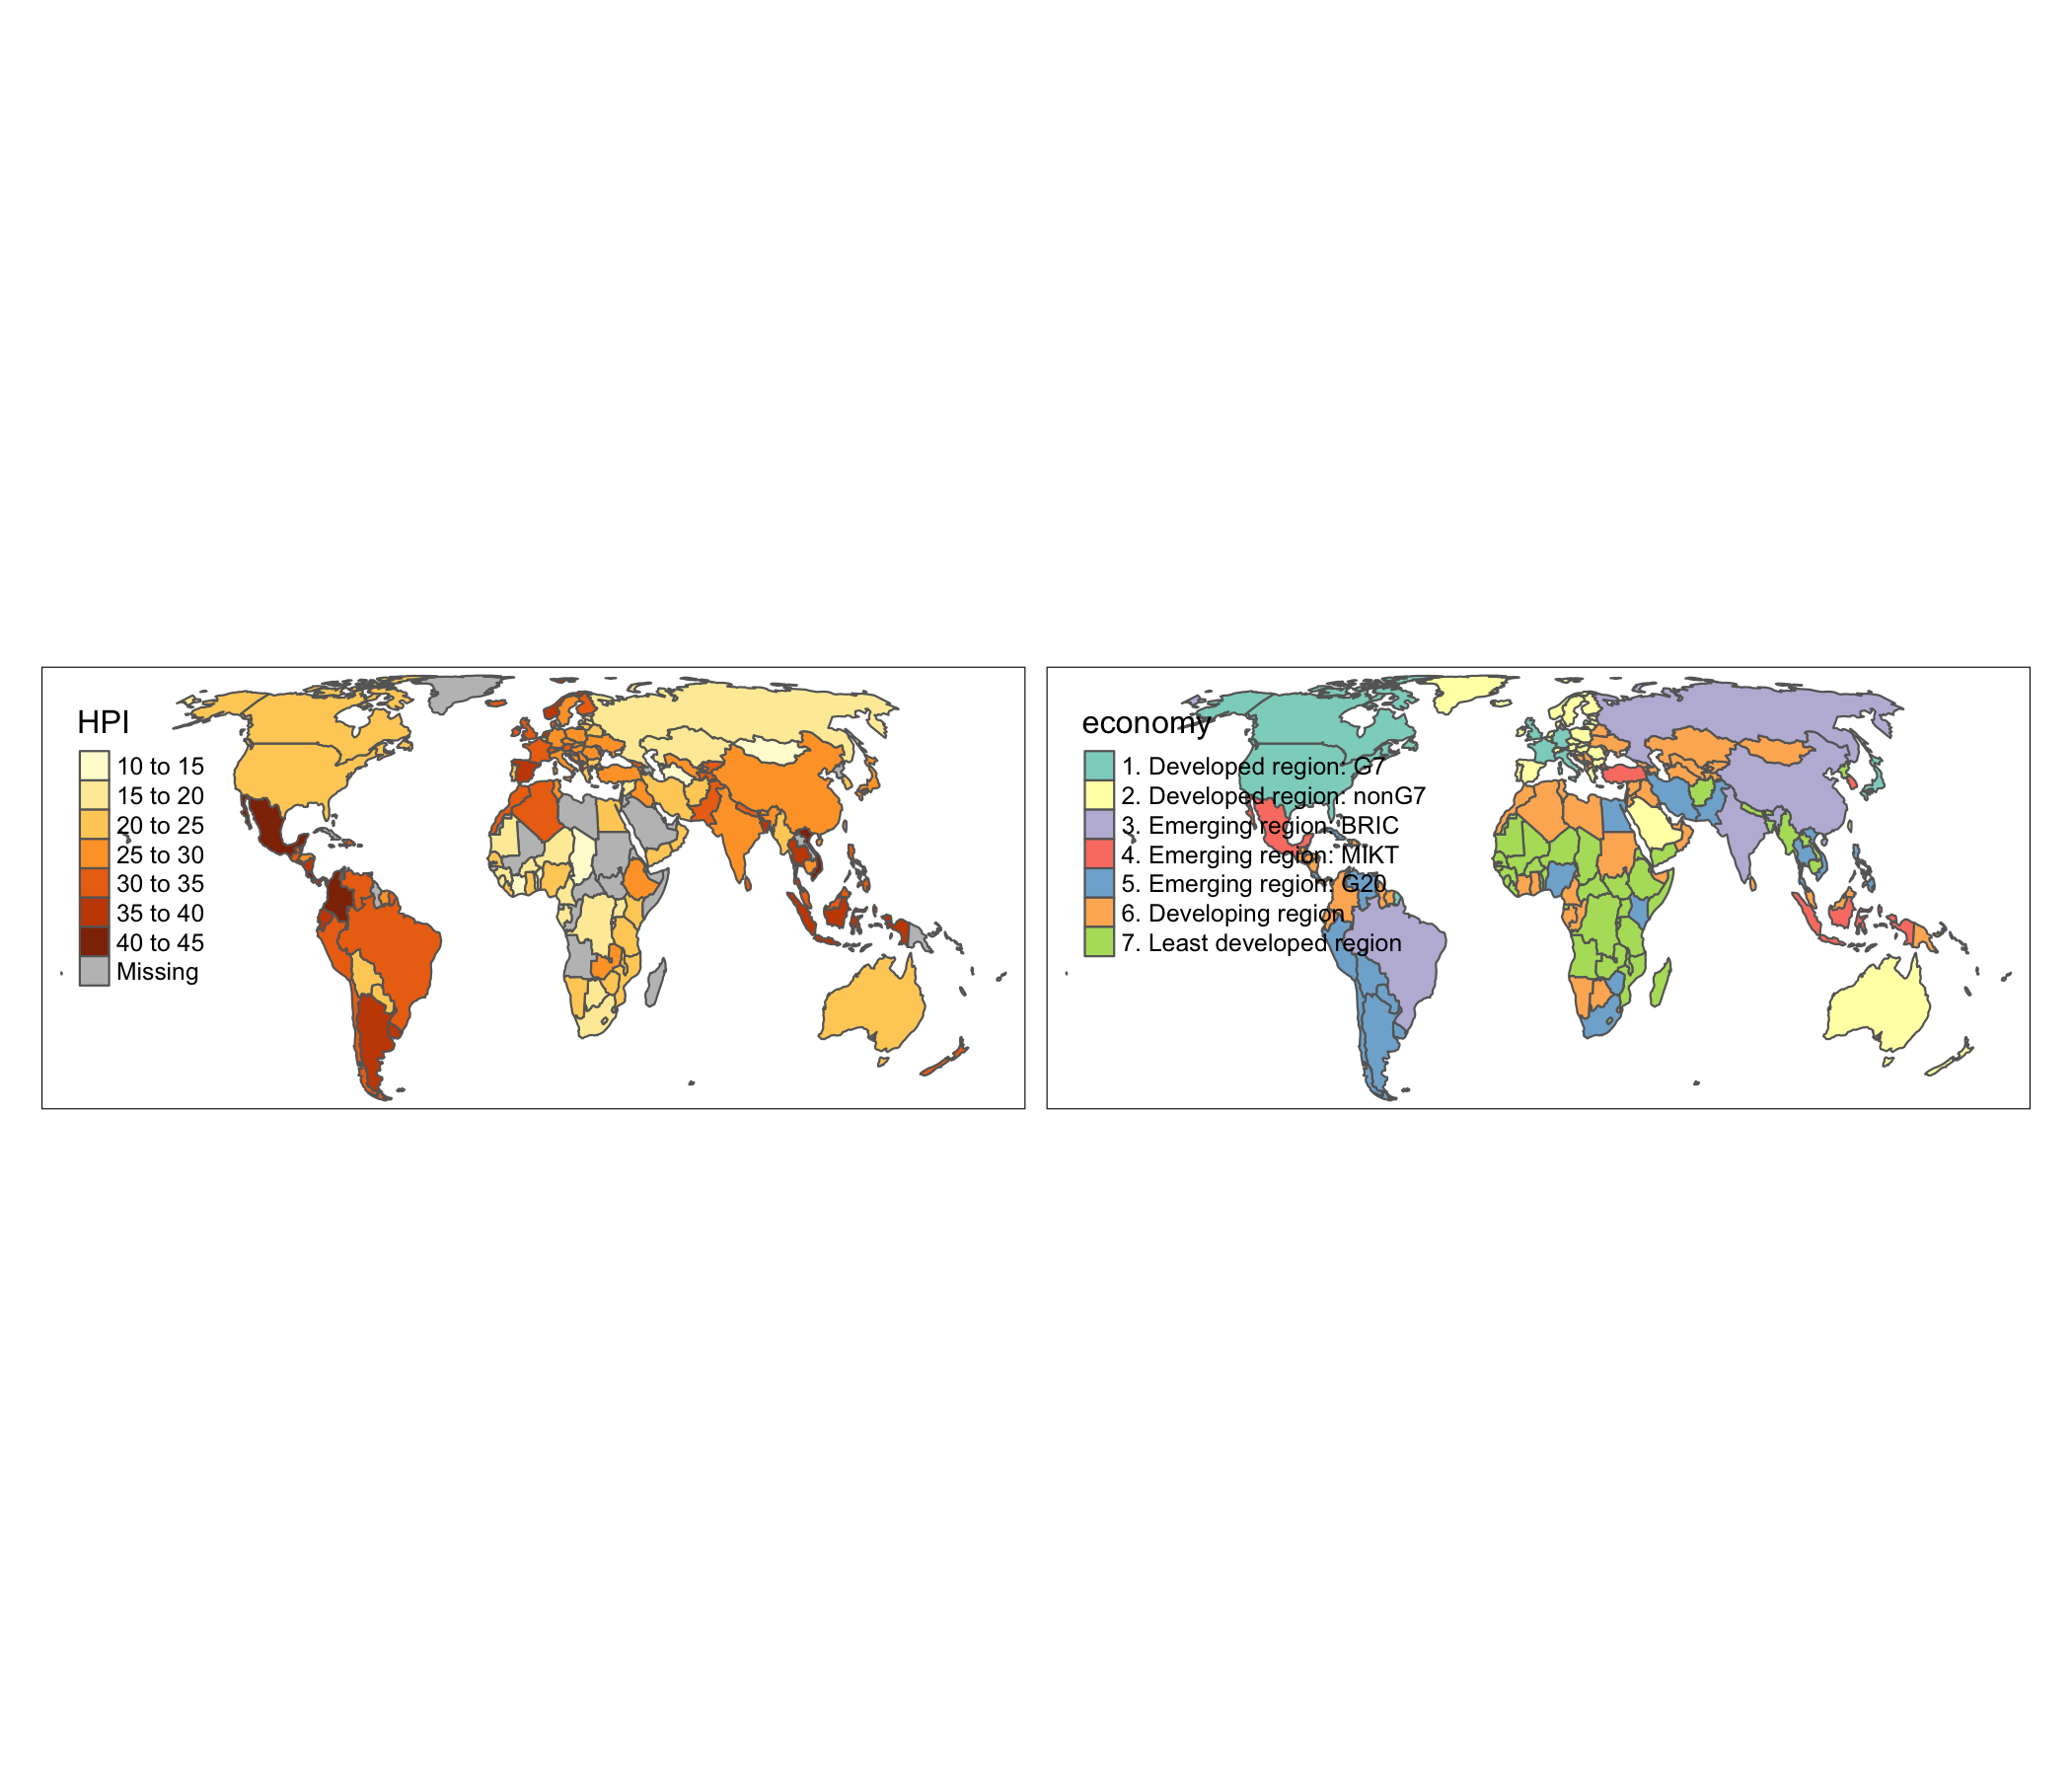 HPI
10 to 15
15 to 20
20 to 25
25 to 30
30 to 35
35 to 40
40 to 45
Missing
economy
1. Developed region: G7
2. Developed region: nonG7
3. Emerging region: BRIC
4. Emerging region: MIKT
5. Emerging region: G20
6. Developing region
7. Least developed region